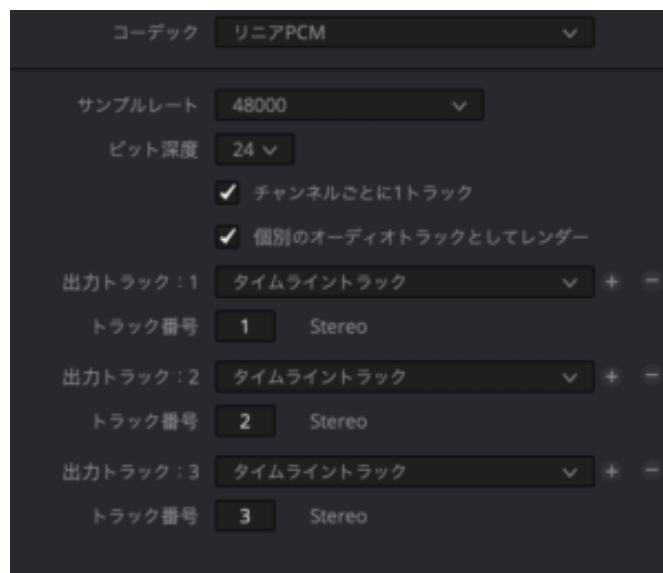 コーデック リニアPCM
サンプルレート 48000
ビット深度 24
チャンネルごとに1トラック
個別のオーディオトラックとしてレンダー
出力トラック：1 タイムライントラック + −
トラック番号 1 Stereo
出力トラック：2 タイムライントラック + −
トラック番号 2 Stereo
出力トラック：3 タイムライントラック + −
トラック番号 3 Stereo